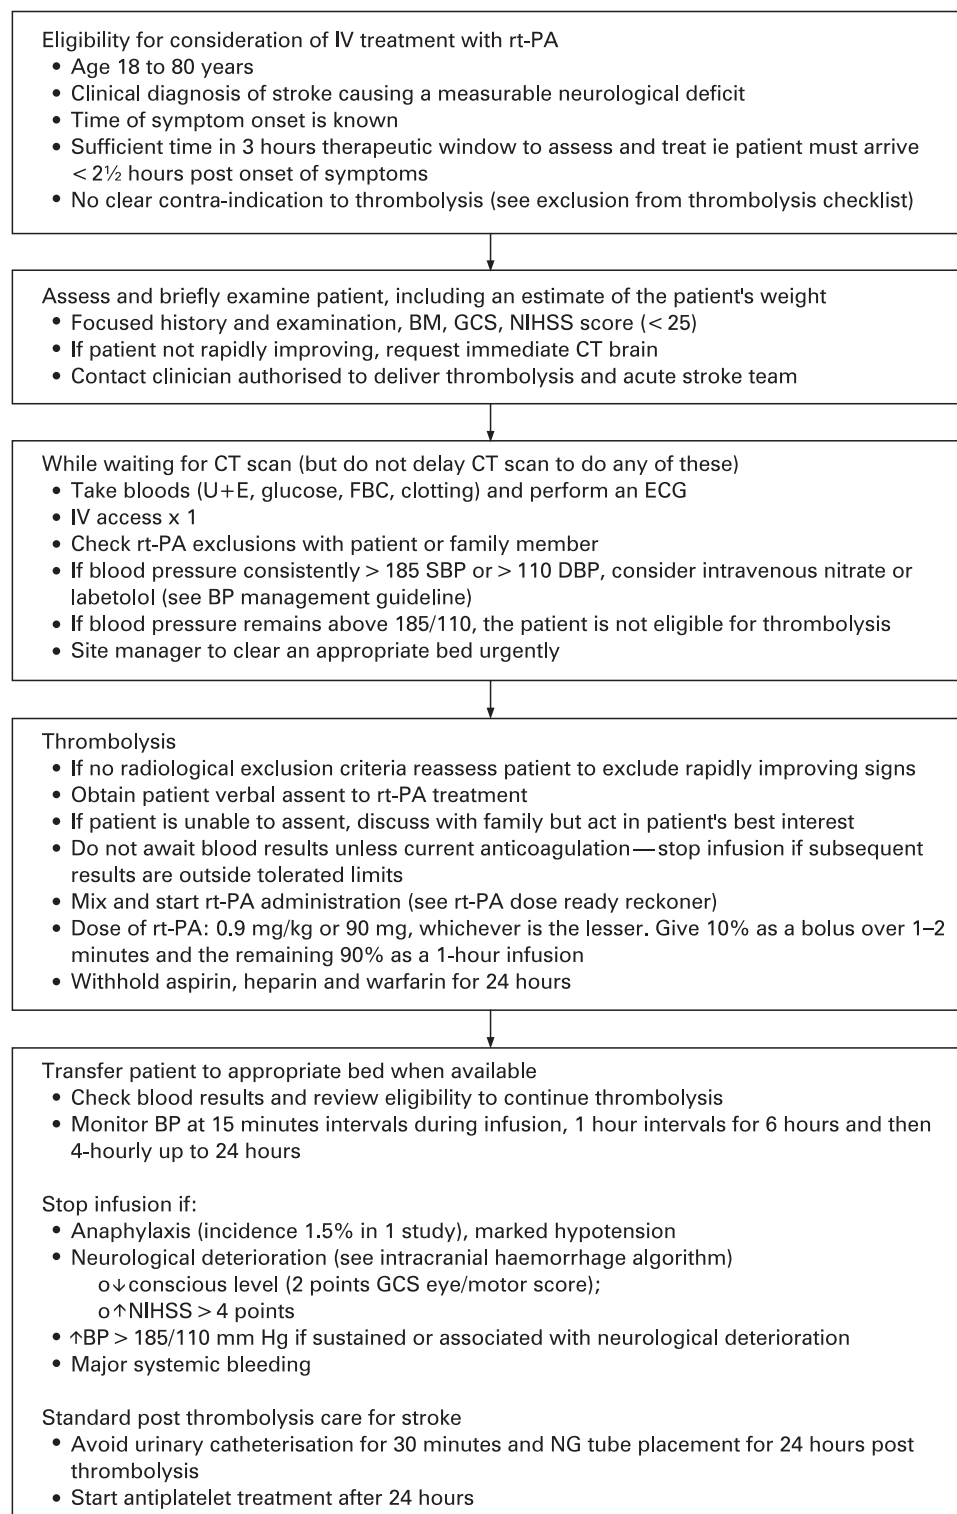 Eligibility for consideration of IV treatment with rt-PA
• Age 18 to 80 years
• Clinical diagnosis of stroke causing a measurable neurological deficit
• Time of symptom onset is known
• Sufficient time in 3 hours therapeutic window to assess and treat ie patient must arrive
< 2½ hours post onset of symptoms
• No clear contra-indication to thrombolysis (see exclusion from thrombolysis checklist)
Assess and briefly examine patient, including an estimate of the patient's weight
• Focused history and examination, BM, GCS, NIHSS score (< 25)
• If patient not rapidly improving, request immediate CT brain
• Contact clinician authorised to deliver thrombolysis and acute stroke team
While waiting for CT scan (but do not delay CT scan to do any of these)
• Take bloods (U+E, glucose, FBC, clotting) and perform an ECG
• IV access x 1
• Check rt-PA exclusions with patient or family member
• If blood pressure consistently > 185 SBP or > 110 DBP, consider intravenous nitrate or
labetolol (see BP management guideline)
• If blood pressure remains above 185/110, the patient is not eligible for thrombolysis
• Site manager to clear an appropriate bed urgently
Thrombolysis
• If no radiological exclusion criteria reassess patient to exclude rapidly improving signs
• Obtain patient verbal assent to rt-PA treatment
• If patient is unable to assent, discuss with family but act in patient's best interest
• Do not await blood results unless current anticoagulation—stop infusion if subsequent
results are outside tolerated limits
• Mix and start rt-PA administration (see rt-PA dose ready reckoner)
• Dose of rt-PA: 0.9 mg/kg or 90 mg, whichever is the lesser. Give 10% as a bolus over 1–2
minutes and the remaining 90% as a 1-hour infusion
• Withhold aspirin, heparin and warfarin for 24 hours
Transfer patient to appropriate bed when available
• Check blood results and review eligibility to continue thrombolysis
• Monitor BP at 15 minutes intervals during infusion, 1 hour intervals for 6 hours and then
4-hourly up to 24 hours
Stop infusion if:
• Anaphylaxis (incidence 1.5% in 1 study), marked hypotension
• Neurological deterioration (see intracranial haemorrhage algorithm)
o↓conscious level (2 points GCS eye/motor score);
o↑NIHSS > 4 points
• ↑BP > 185/110 mm Hg if sustained or associated with neurological deterioration
• Major systemic bleeding
Standard post thrombolysis care for stroke
• Avoid urinary catheterisation for 30 minutes and NG tube placement for 24 hours post
thrombolysis
• Start antiplatelet treatment after 24 hours